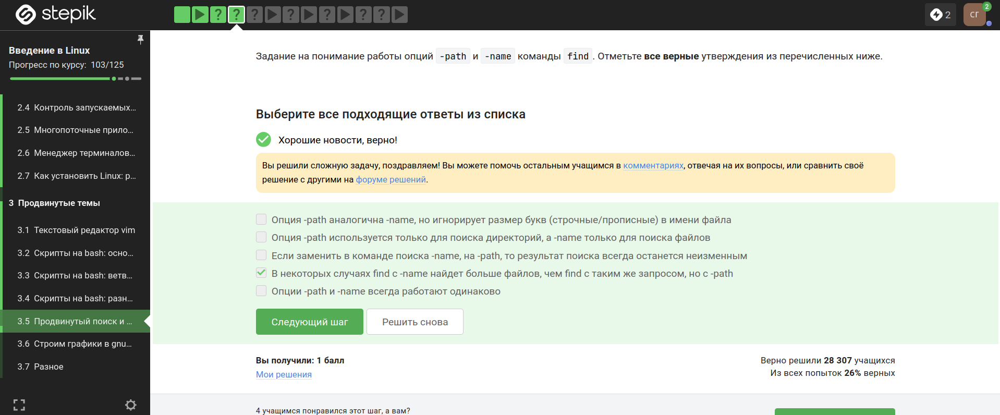 stepik
? ? ? ? ? ? ?
2
СГ
2
Введение в Linux
Прогресс по курсу: 103/125
2.4 Контроль запускаемых...
2.5 Многопоточные прило...
2.6 Менеджер терминалов...
2.7 Как установить Linux: р...
3 Продвинутые темы
3.1 Текстовый редактор vim
3.2 Скрипты на bash: осно...
3.3 Скрипты на bash: ветв...
3.4 Скрипты на bash: разн...
3.5 Продвинутый поиск и ...
3.6 Строим графики в gnu...
3.7 Разное
Задание на понимание работы опций -path и -name команды find. Отметьте все верные утверждения из перечисленных ниже.
Выберите все подходящие ответы из списка
Хорошие новости, верно!
Вы решили сложную задачу, поздравляем! Вы можете помочь остальным учащимся в комментариях, отвечая на их вопросы, или сравнить своё
решение с другими на форуме решений.
Опция -path аналогична -name, но игнорирует размер букв (строчные/прописные) в имени файла
Опция -path используется только для поиска директорий, а -name только для поиска файлов
Если заменить в команде поиска -name, на -path, то результат поиска всегда останется неизменным
В некоторых случаях find с -name найдет больше файлов, чем find с таким же запросом, но с -path
Опции -path и -name всегда работают одинаково
Следующий шаг
Решить снова
Вы получили: 1 балл
Мои решения
Верно решили 28 307 учащихся
Из всех попыток 26% верных
4 учащимся понравился этот шаг, а вам?